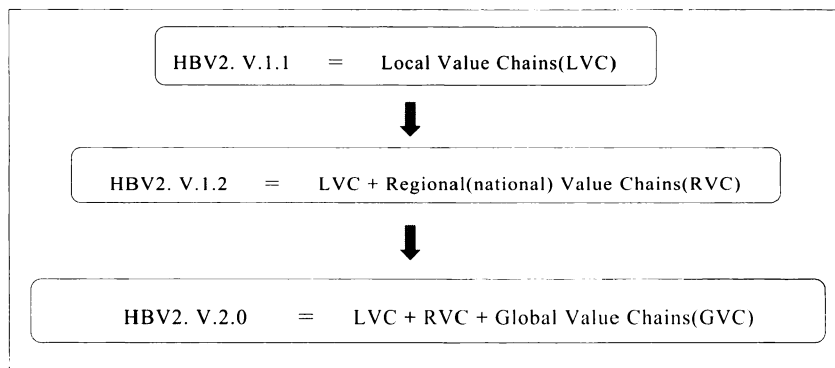 HBV2. V.1.1 = Local Value Chains(LVC)
HBV2. V.1.2 = LVC + Regional(national) Value Chains(RVC)
HBV2. V.2.0 = LVC + RVC + Global Value Chains(GVC)